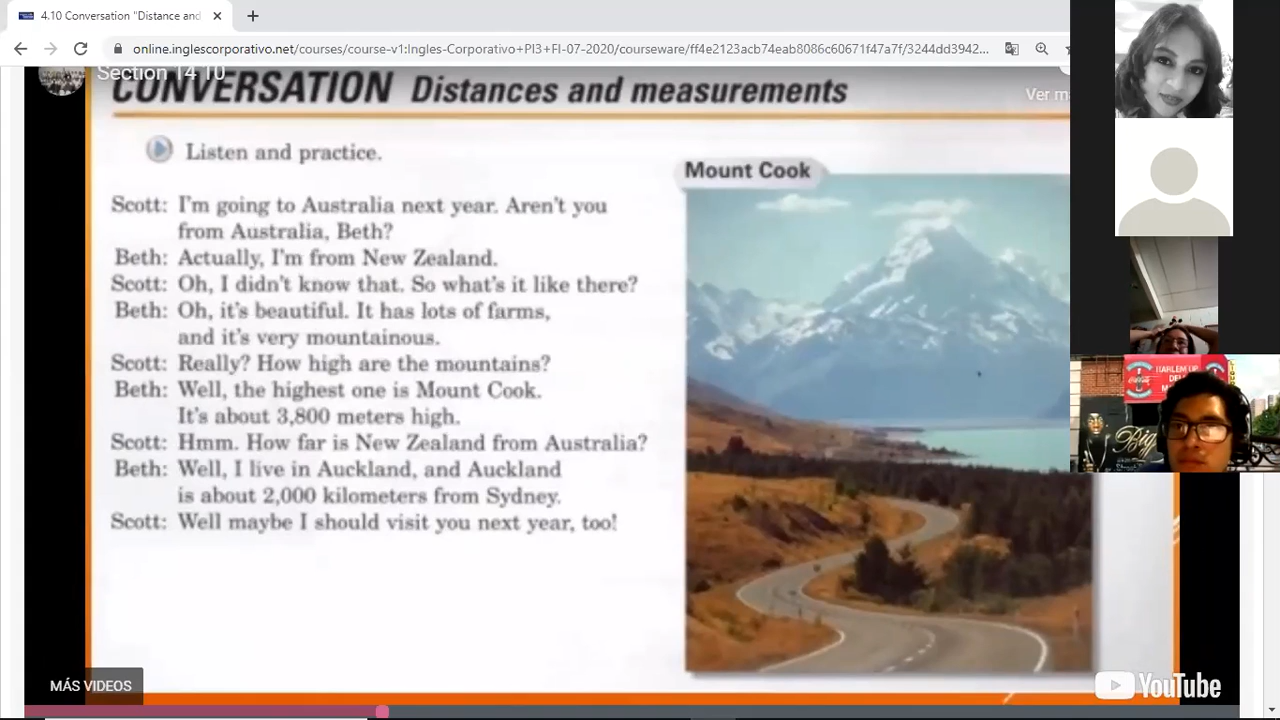 4.10 Conversation "Distance and
online.inglescorporativo.net/courses/course-v1:Ingles-Corporativo+PI3+FI-07-2020/courseware/ff4e2123acb74eab8086c60671f47a7f/3244dd3942...
Section 14 10
CONVERSATION Distances and measurements
Ver
Listen and practice.
Mount Cook
Scott: I'm going to Australia next year. Aren't you
from Australia, Beth?
Beth: Actually, I'm from New Zealand.
Scott: Oh, I didn't know that. So what's it like there?
Beth: Oh, it's beautiful. It has lots of farms,
and it's very mountainous.
Scott: Really? How high are the mountains?
Beth: Well, the highest one is Mount Cook.
It's about 3,800 meters high.
Scott: Hmm. How far is New Zealand from Australia?
Beth: Well, I live in Auckland, and Auckland
is about 2,000 kilometers from Sydney.
Scott: Well maybe I should visit you next year, too!
HARLEM
Coca-Cola
Big
MÁS VIDEOS
YouTube